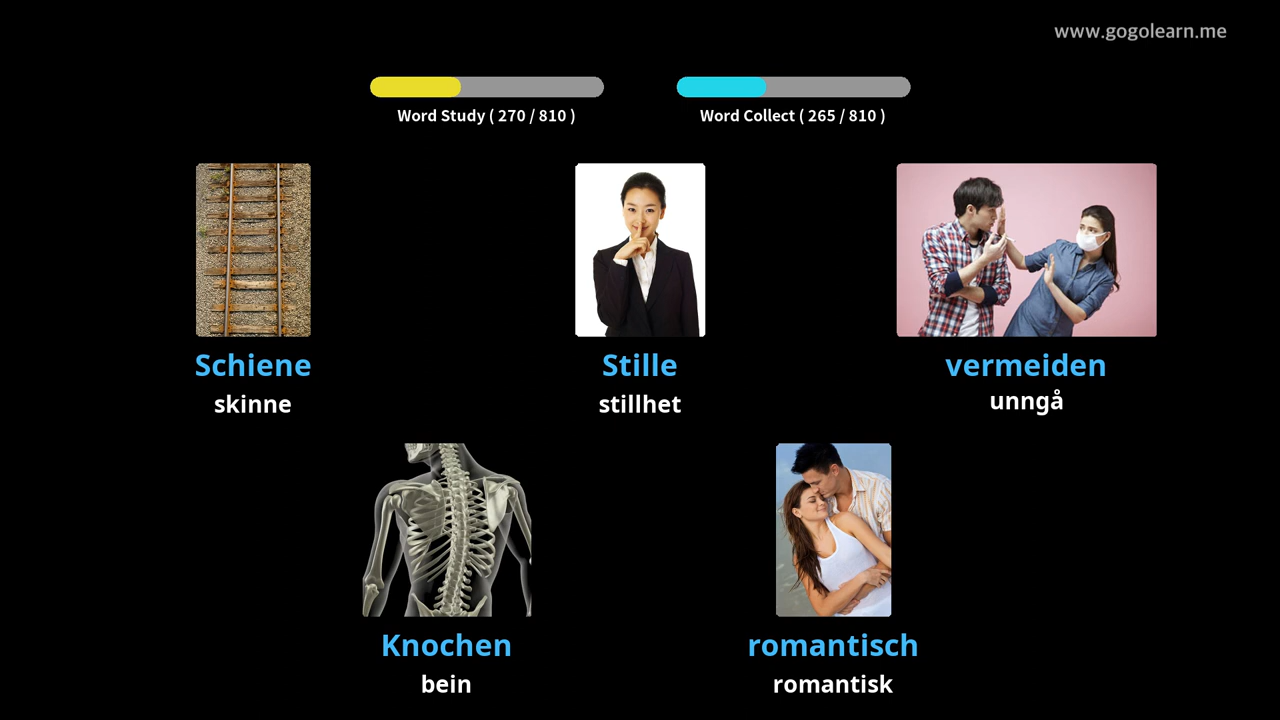 www.gogolearn.me
Word Study ( 270 / 810 )
Word Collect ( 265 / 810 )
Schiene
skinne
Stille
stillhet
vermeiden
unngå
Knochen
bein
romantisch
romantisk